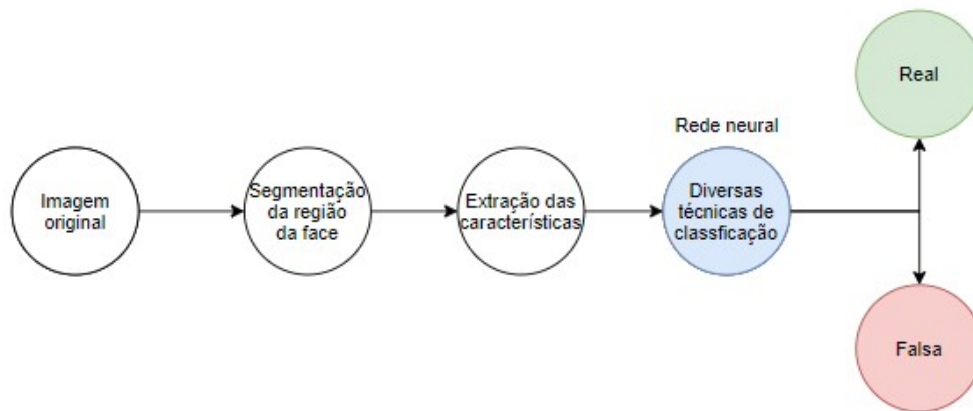 Imagem
original
Segmentação
da região
da face
Extração das
características
Rede neural
Diversas
técnicas de
classficação
Real
Falsa